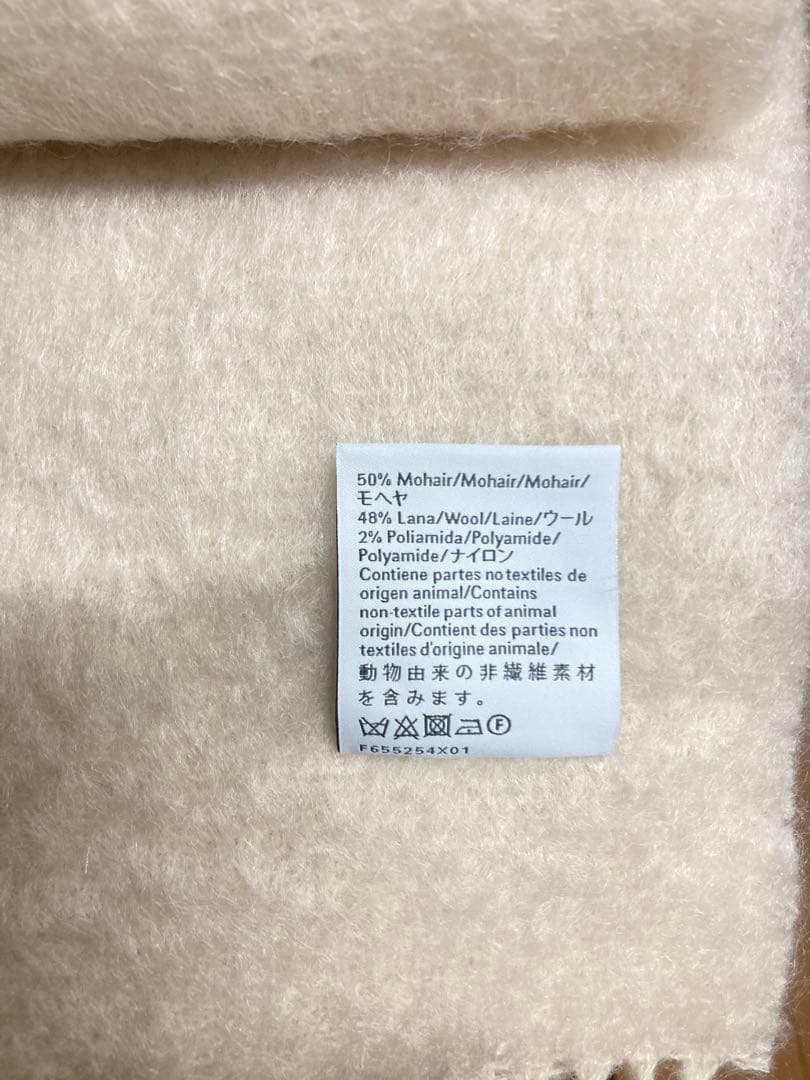 50% Mohair/Mohair/Mohair/
モヘヤ
48% Lana/Wool/Laine/ウール
2% Poliamida/Polyamide/
Polyamide/ナイロン
Contiene partes no textiles de
origen animal/Contains
non-textile parts of animal
origin/Contient des parties non
textiles d'origine animale/
動物由来の非繊維素材
を含みます。
F
F655254X01